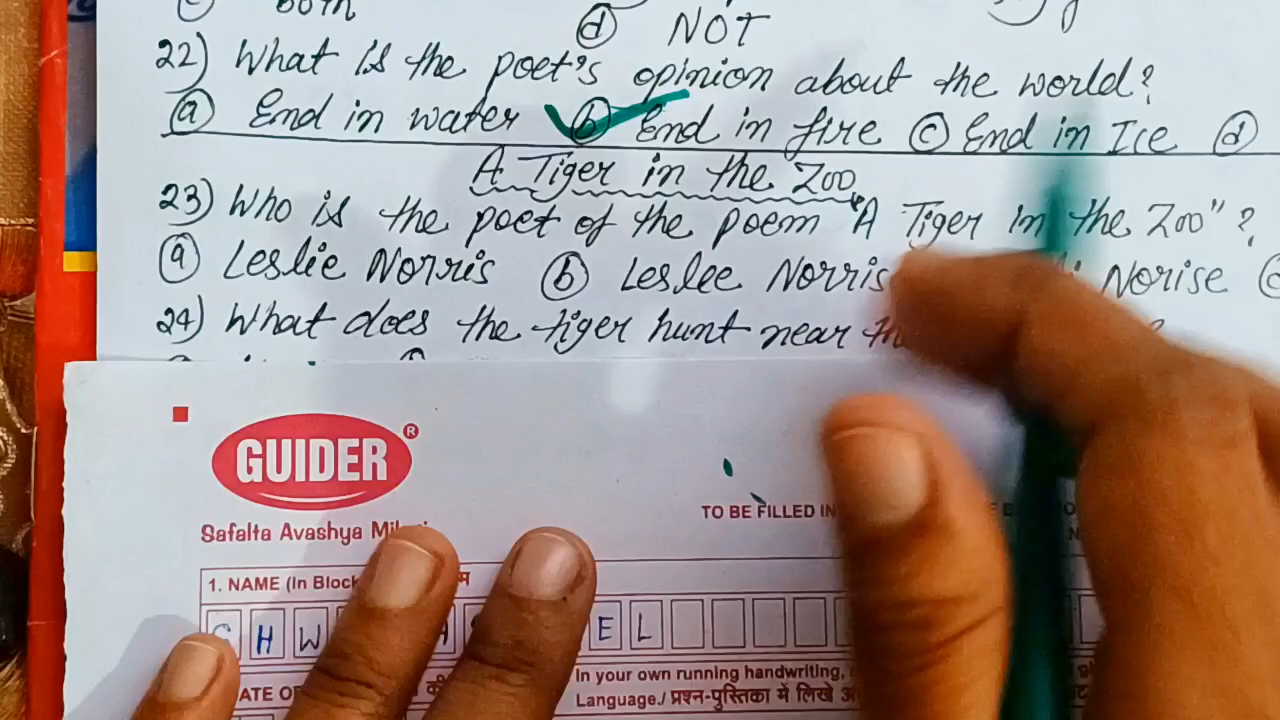 c Both
d NOT
22) What is the poet's opinion about the world?
a End in water b End in fire c End in Ice d
A Tiger in the Zoo
23) Who is the poet of the poem "A Tiger in the Zoo"?
a Leslie Norris b Leslee Norris Norise
24) What does the tiger hunt near
GUIDER ®
Safalta Avashya
TO BE FILLED IN
1. NAME (In Block
H W E L
In your own running handwriting,
Language./ प्रश्न-पुस्तिका में लिखे